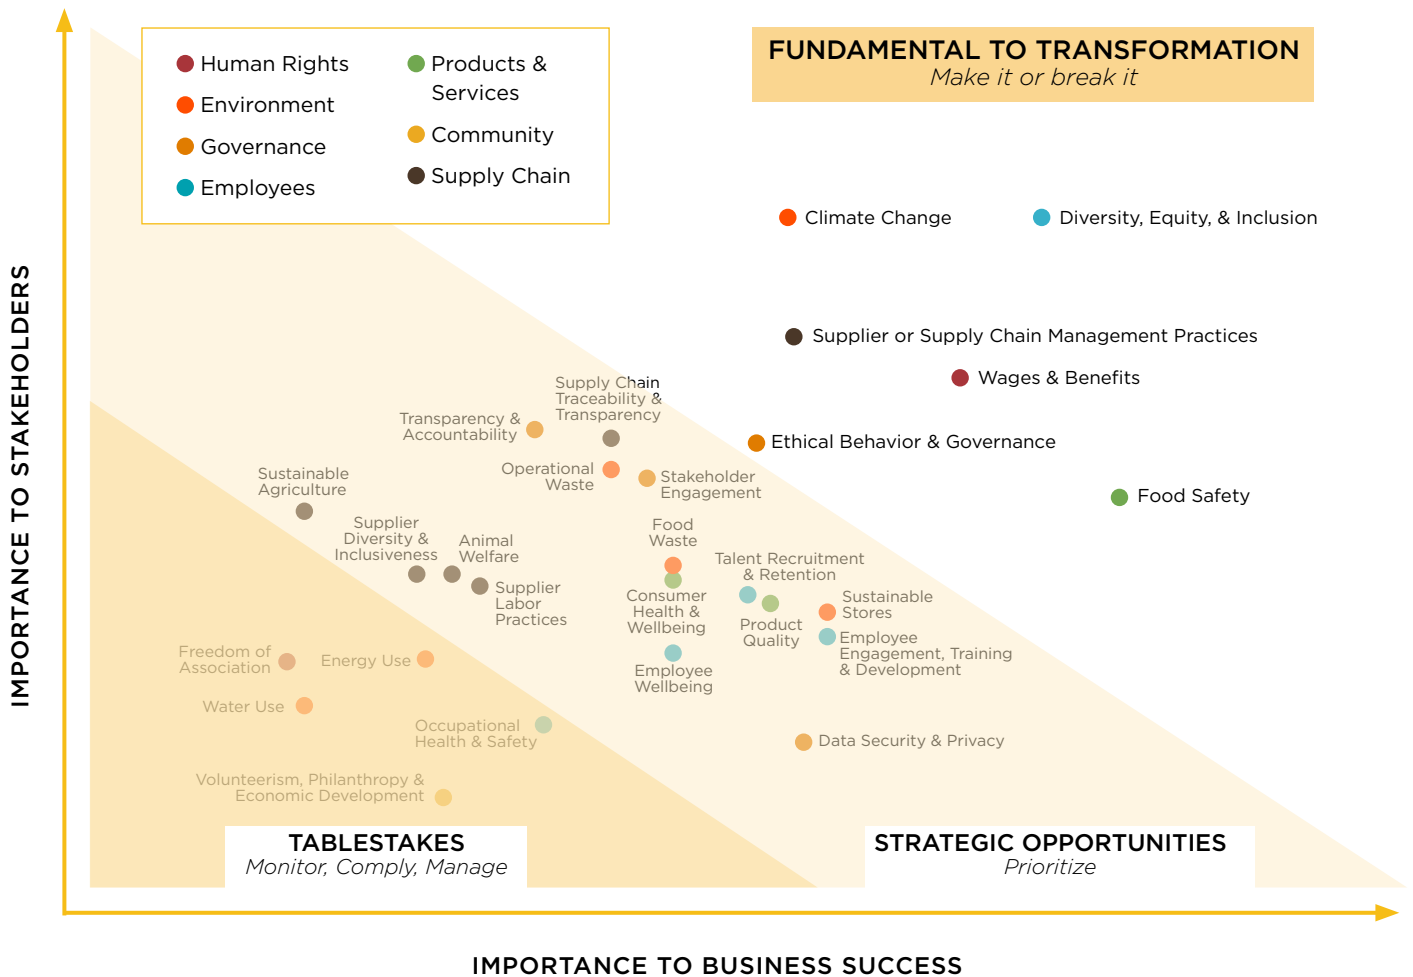 Human Rights
Environment
Governance
Employees
Products &
Services
Community
Supply Chain
FUNDAMENTAL TO TRANSFORMATION
Make it or break it
Climate Change
Diversity, Equity, & Inclusion
Supplier or Supply Chain Management Practices
Wages & Benefits
Ethical Behavior & Governance
Food Safety
Supply Chain
Traceability &
Transparency
Transparency &
Accountability
Operational
Waste
Stakeholder
Engagement
Sustainable
Agriculture
Supplier
Diversity &
Inclusiveness
Animal
Welfare
Supplier
Labor
Practices
Food
Waste
Consumer
Health &
Wellbeing
Talent Recruitment
& Retention
Product
Quality
Sustainable
Stores
Employee
Engagement, Training
& Development
Employee
Wellbeing
Data Security & Privacy
Freedom of
Association
Energy Use
Water Use
Occupational
Health & Safety
Volunteerism, Philanthropy &
Economic Development
TABLESTAKES
Monitor, Comply, Manage
STRATEGIC OPPORTUNITIES
Prioritize
IMPORTANCE TO STAKEHOLDERS
IMPORTANCE TO BUSINESS SUCCESS